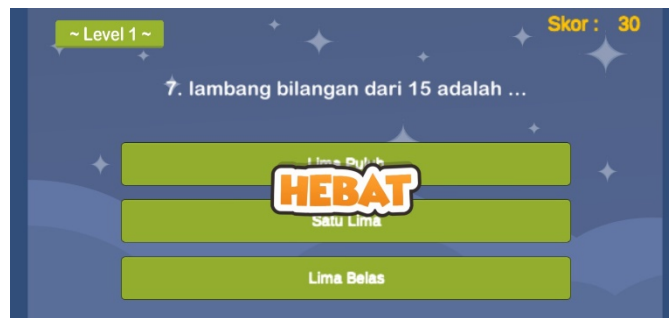 ~ Level 1 ~
Skor : 30
7. lambang bilangan dari 15 adalah ...
Lima Puluh
HEBAT
Satu Lima
Lima Belas